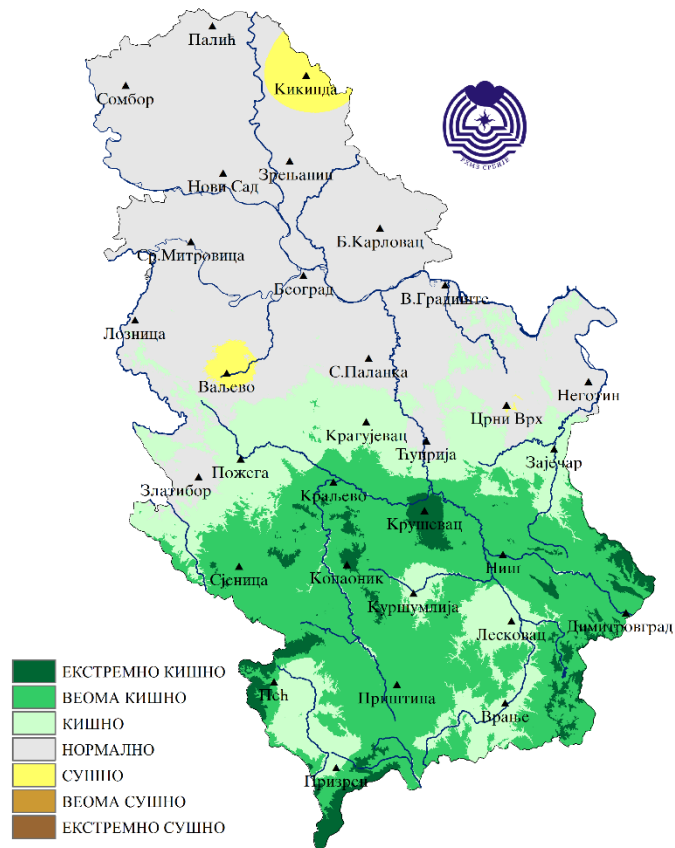 Палић
Кикинда
Сомбор
Зрењанин
Нови Сад
Б.Карловац
Ср.Митровица
Београд
В.Градиште
Лозница
С.Паланка
Ваљево
Неготин
Црни Врх
Крагујевац
Ћуприја
Зајечар
Пожега
Златибор
Краљево
Крушевац
Ниш
Сјеница
Копаоник
Куршумлија
Димитровград
Лесковац
Пећ
Приштина
Врање
Призрен
РХМЗ СРБИЈЕ
ЕКСТРЕМНО КИШНО
ВЕОМА КИШНО
КИШНО
НОРМАЛНО
СУШНО
ВЕОМА СУШНО
ЕКСТРЕМНО СУШНО